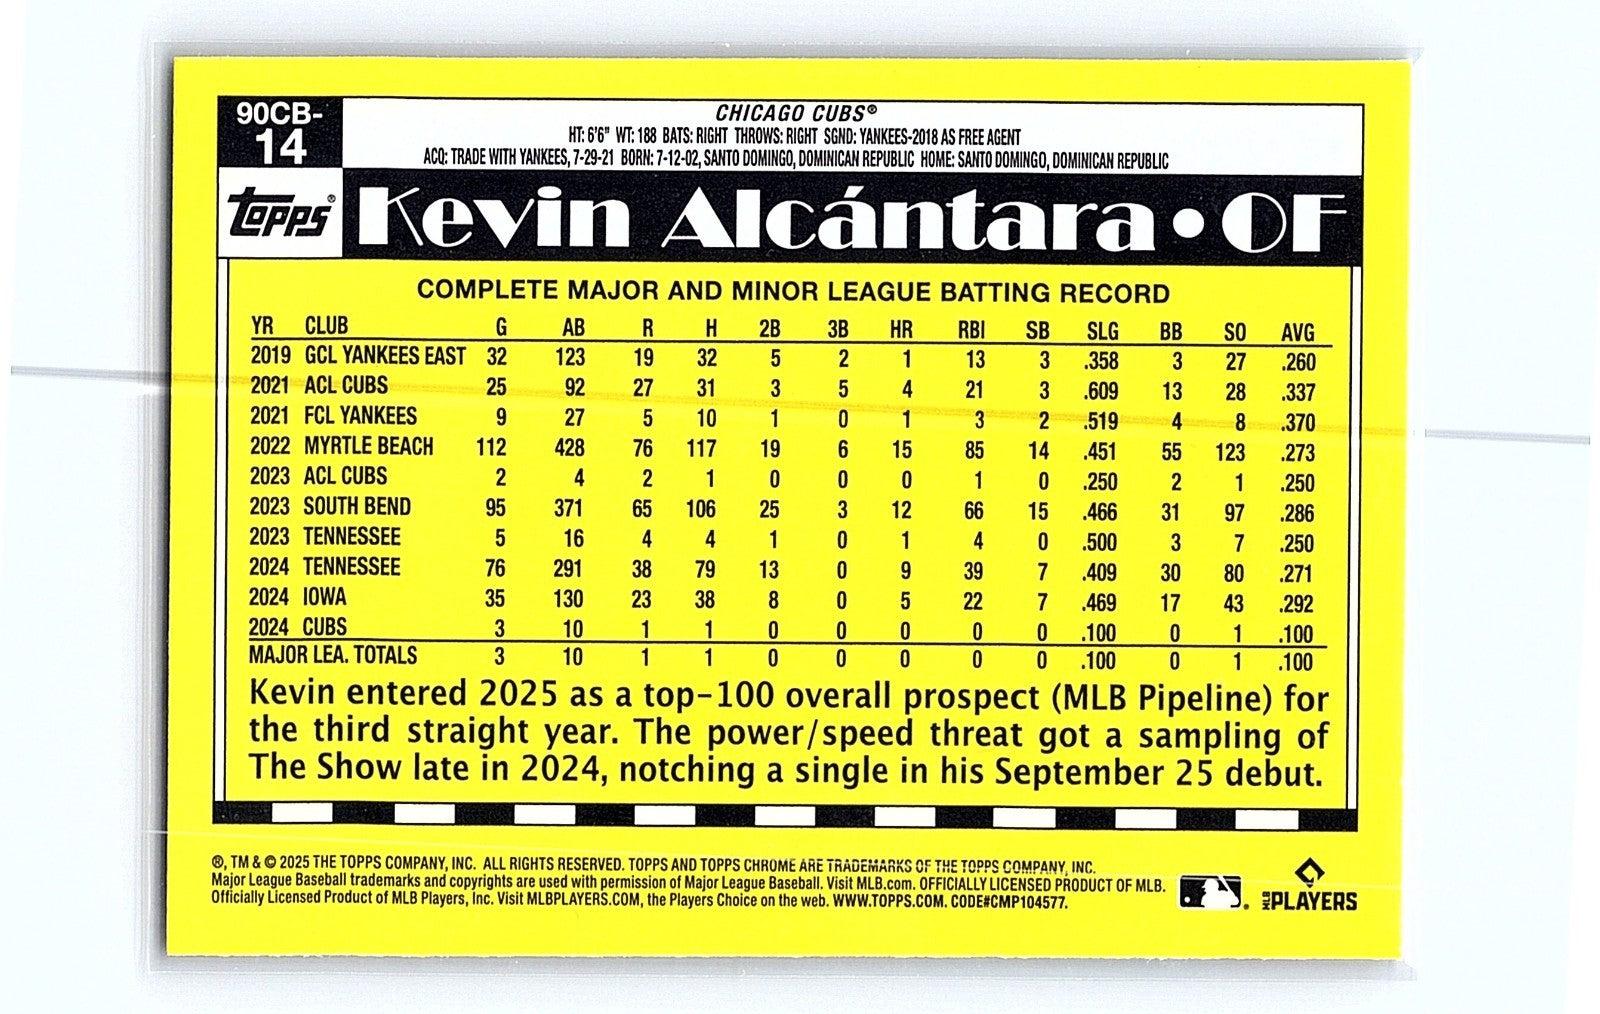 90CB-
14
CHICAGO CUBS®
HT: 6'6" WT: 188 BATS: RIGHT THROWS: RIGHT SGND: YANKEES-2018 AS FREE AGENT
ACQ: TRADE WITH YANKEES, 7-29-21 BORN: 7-12-02, SANTO DOMINGO, DOMINICAN REPUBLIC HOME: SANTO DOMINGO, DOMINICAN REPUBLIC
topps®
Kevin Alcántara • OF
COMPLETE MAJOR AND MINOR LEAGUE BATTING RECORD
YR CLUB G AB R H 2B 3B HR RBI SB SLG BB SO AVG
2019 GCL YANKEES EAST 32 123 19 32 5 2 1 13 3 .358 3 27 .260
2021 ACL CUBS 25 92 27 31 3 5 4 21 3 .609 13 28 .337
2021 FCL YANKEES 9 27 5 10 1 0 1 3 2 .519 4 8 .370
2022 MYRTLE BEACH 112 428 76 117 19 6 15 85 14 .451 55 123 .273
2023 ACL CUBS 2 4 2 1 0 0 0 1 0 .250 2 1 .250
2023 SOUTH BEND 95 371 65 106 25 3 12 66 15 .466 31 97 .286
2023 TENNESSEE 5 16 4 4 1 0 1 4 0 .500 3 7 .250
2024 TENNESSEE 76 291 38 79 13 0 9 39 7 .409 30 80 .271
2024 IOWA 35 130 23 38 8 0 5 22 7 .469 17 43 .292
2024 CUBS 3 10 1 1 0 0 0 0 0 .100 0 1 .100
MAJOR LEA. TOTALS 3 10 1 1 0 0 0 0 0 .100 0 1 .100
Kevin entered 2025 as a top-100 overall prospect (MLB Pipeline) for
the third straight year. The power/speed threat got a sampling of
The Show late in 2024, notching a single in his September 25 debut.
®, TM & © 2025 THE TOPPS COMPANY, INC. ALL RIGHTS RESERVED. TOPPS AND TOPPS CHROME ARE TRADEMARKS OF THE TOPPS COMPANY, INC.
Major League Baseball trademarks and copyrights are used with permission of Major League Baseball. Visit MLB.com. OFFICIALLY LICENSED PRODUCT OF MLB.
Officially Licensed Product of MLB Players, Inc. Visit MLBPLAYERS.COM, the Players Choice on the web. WWW.TOPPS.COM. CODE#CMP104577.
MLB PLAYERS